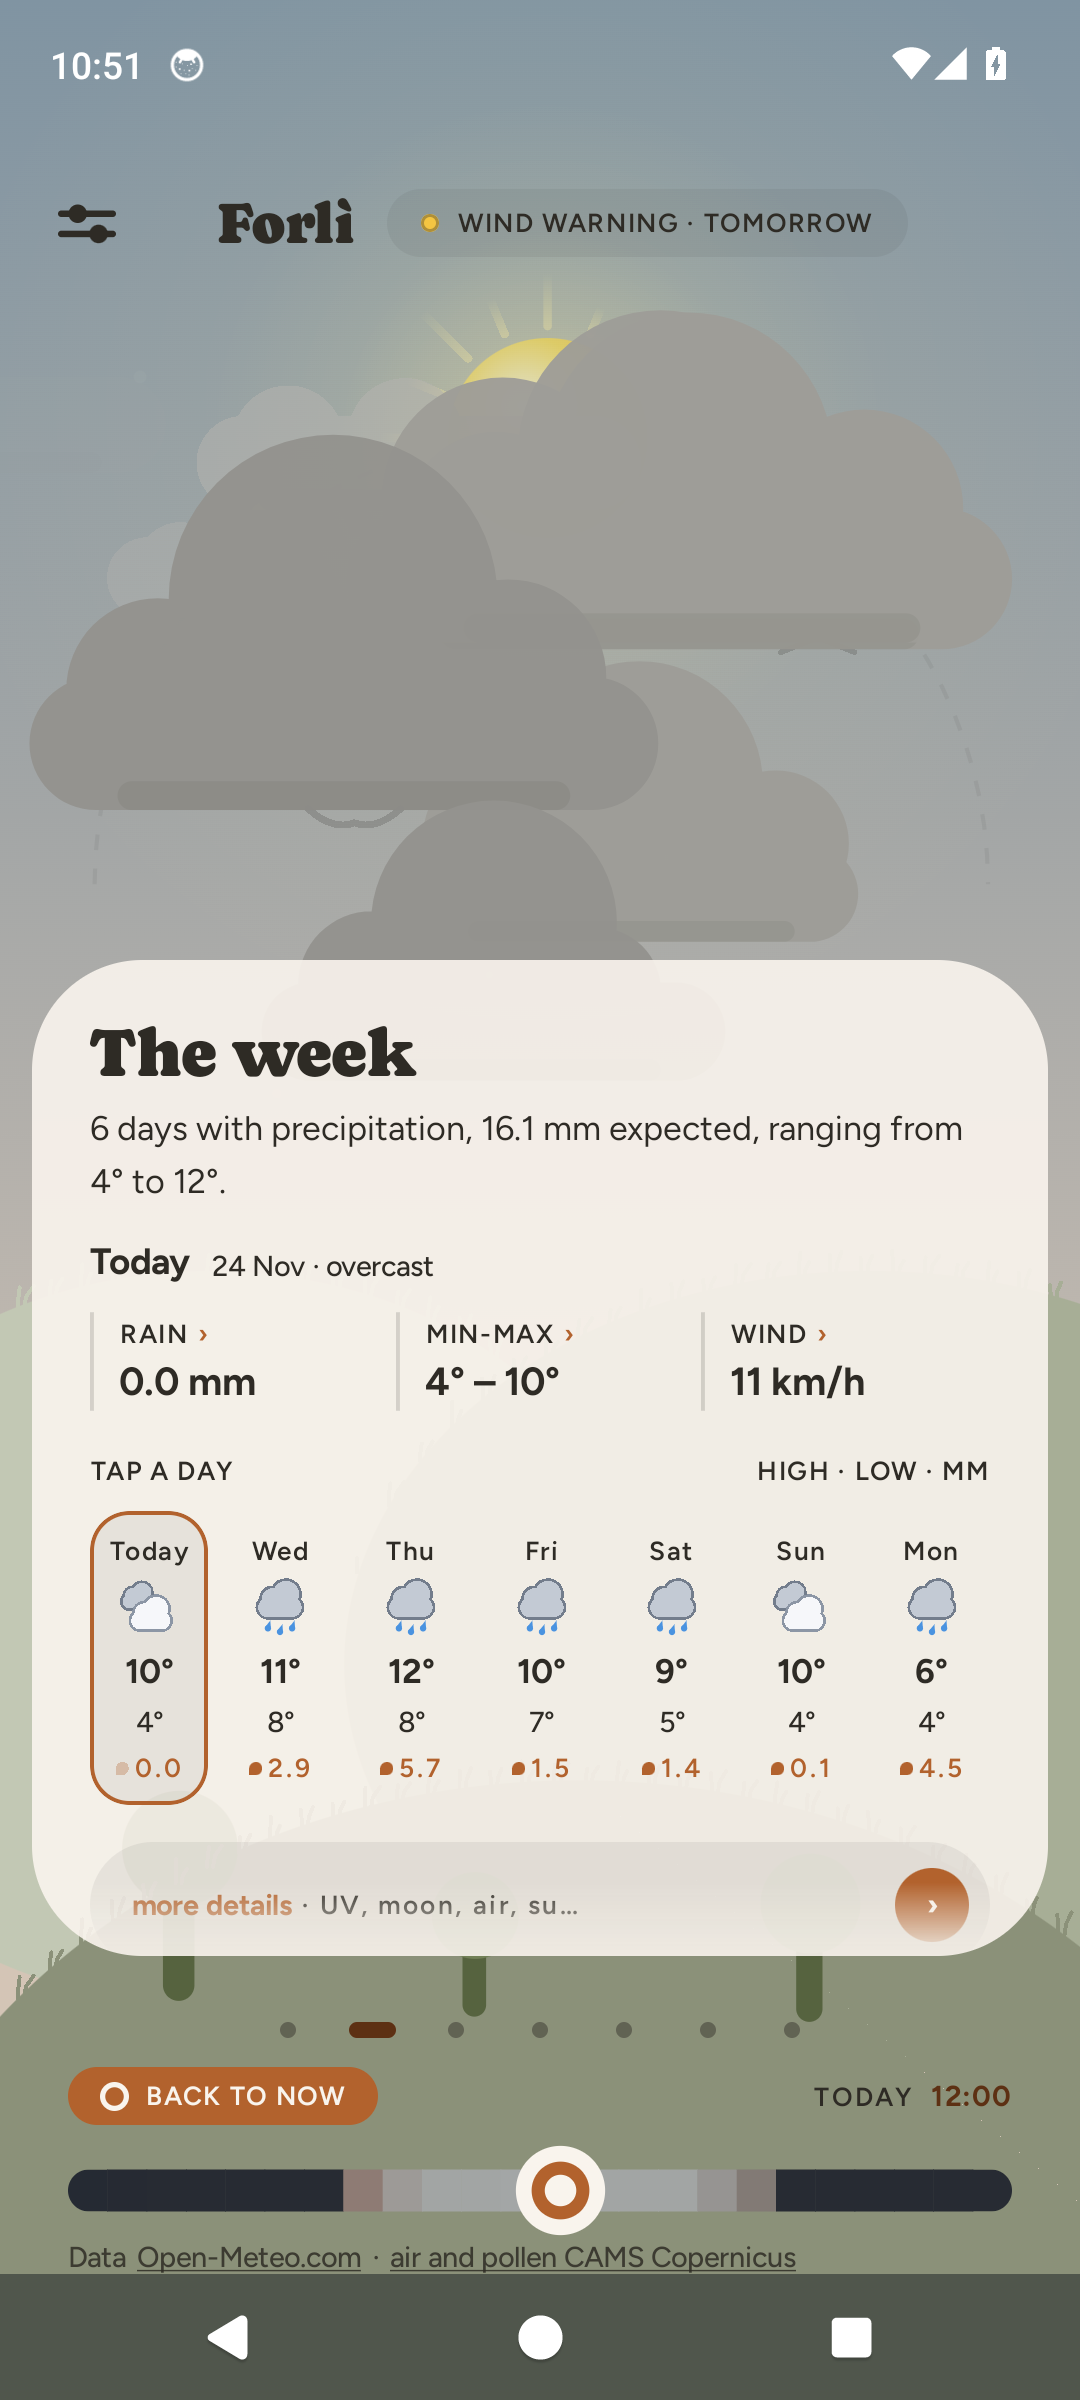 10:51
Forlì
WIND WARNING · TOMORROW
The week
6 days with precipitation, 16.1 mm expected, ranging from
4° to 12°.
Today 24 Nov · overcast
RAIN › MIN-MAX › WIND ›
0.0 mm 4° – 10° 11 km/h
TAP A DAY HIGH · LOW · MM
Today Wed Thu Fri Sat Sun Mon
10° 11° 12° 10° 9° 10° 6°
4° 8° 8° 7° 5° 4° 4°
0.0 2.9 5.7 1.5 1.4 0.1 4.5
more details · UV, moon, air, su… ›
BACK TO NOW TODAY 12:00
Data Open-Meteo.com · air and pollen CAMS Copernicus